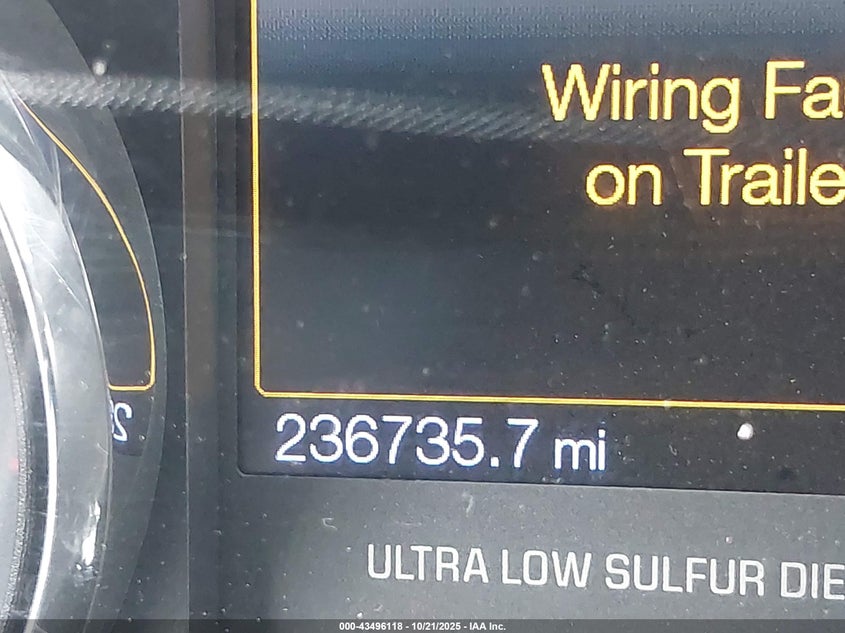 Wiring Fa
on Traile
236735.7 mi
ULTRA LOW SULFUR DIE
000-43496118 - 10/21/2025 - IAA Inc.